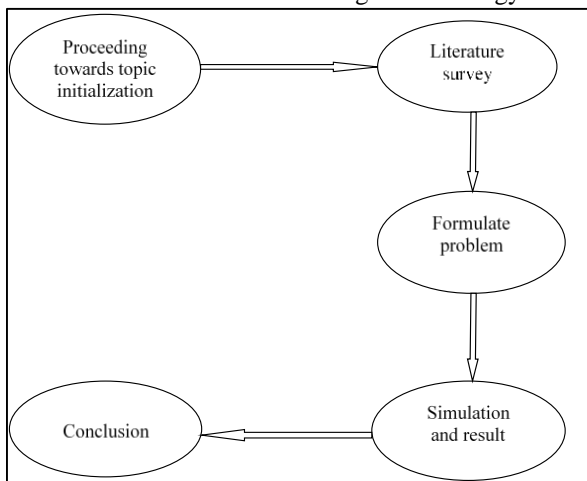 Proceeding
towards topic
initialization
Literature
survey
Formulate
problem
Simulation
and result
Conclusion